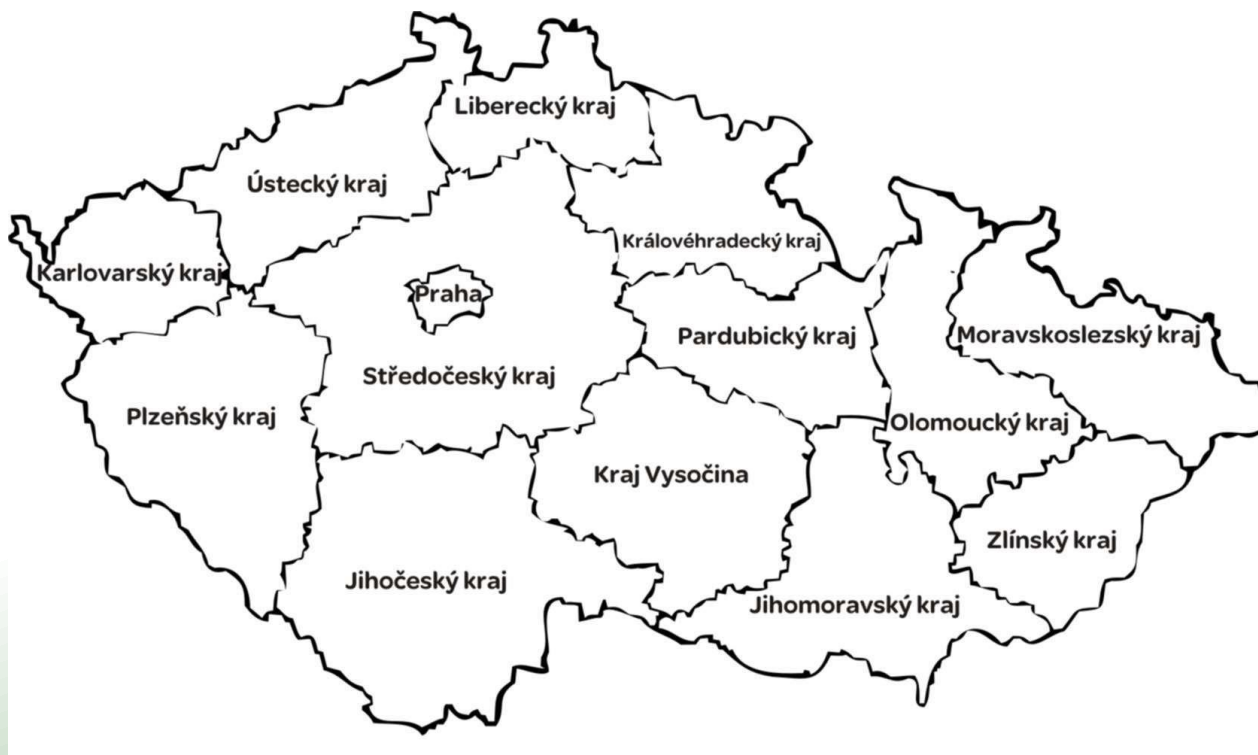 Liberecký kraj
Ústecký kraj
Královéhradecký kraj
Karlovarský kraj
Praha
Pardubický kraj
Moravskoslezský kraj
Středočeský kraj
Plzeňský kraj
Olomoucký kraj
Kraj Vysočina
Zlínský kraj
Jihočeský kraj
Jihomoravský kraj